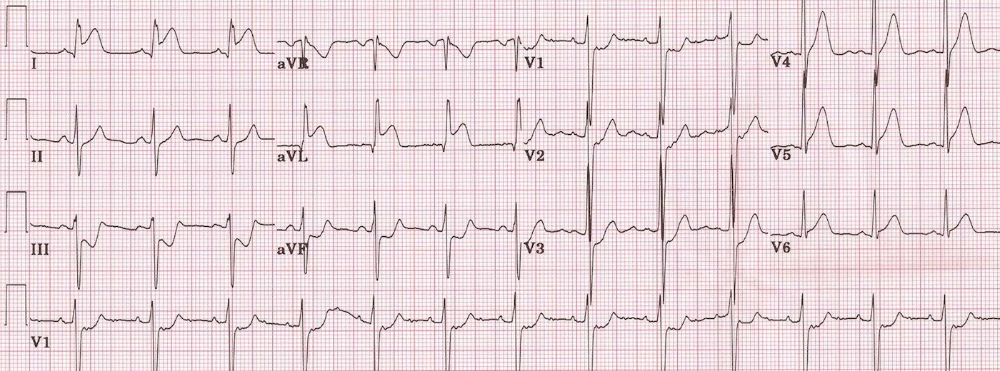 I aVR V1 V4
II aVL V2 V5
III aVF V3 V6
V1